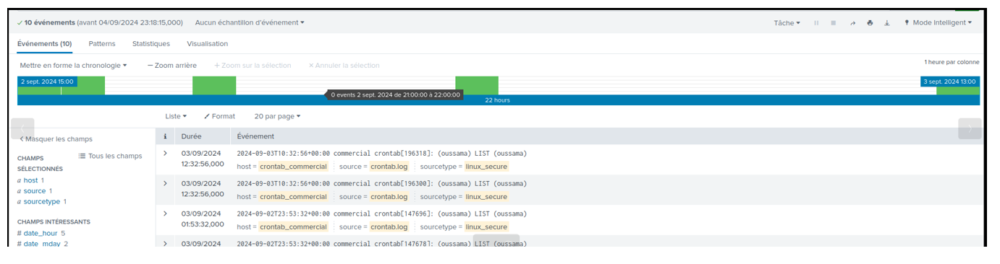 10 événements (avant 04/09/2024 23:18:15,000) Aucun échantillon d'événement Tâche Mode Intelligent
Événements (10) Patterns Statistiques Visualisation
Mettre en forme la chronologie Zoom arrière Zoom sur la sélection Annuler la sélection 1 heure par colonne
2 sept. 2024 15:00 3 sept. 2024 13:00
0 events 2 sept. 2024 de 21:00:00 à 22:00:00
22 hours
Liste Format 20 par page
Masquer les champs
Tous les champs
CHAMPS
SÉLECTIONNÉS
a host 1
a source 1
a sourcetype 1
CHAMPS INTÉRESSANTS
# date_hour 5
# date_mday 2
i Durée Événement
03/09/2024 2024-09-03T10:32:56+00:00 commercial crontab[196318]: (oussama) LIST (oussama)
12:32:56,000 host = crontab_commercial source = crontab.log sourcetype = linux_secure
03/09/2024 2024-09-03T10:32:56+00:00 commercial crontab[196300]: (oussama) LIST (oussama)
12:32:56,000 host = crontab_commercial source = crontab.log sourcetype = linux_secure
03/09/2024 2024-09-02T23:53:32+00:00 commercial crontab[147696]: (oussama) LIST (oussama)
01:53:32,000 host = crontab_commercial source = crontab.log sourcetype = linux_secure
03/09/2024 2024-09-02T23:53:32+00:00 commercial crontab[147678]: (oussama) LIST (oussama)